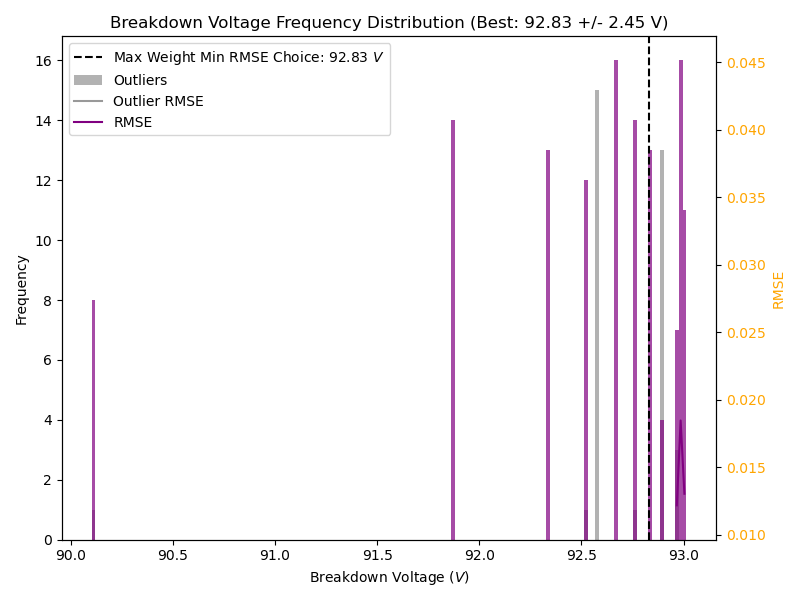 Breakdown Voltage Frequency Distribution (Best: 92.83 +/- 2.45 V)
Max Weight Min RMSE Choice: 92.83 V
Outliers
Outlier RMSE
RMSE
Frequency
16
14
12
10
8
6
4
2
0
0.045
0.040
0.035
0.030
0.025
0.020
0.015
0.010
RMSE
90.0 90.5 91.0 91.5 92.0 92.5 93.0
Breakdown Voltage (V)